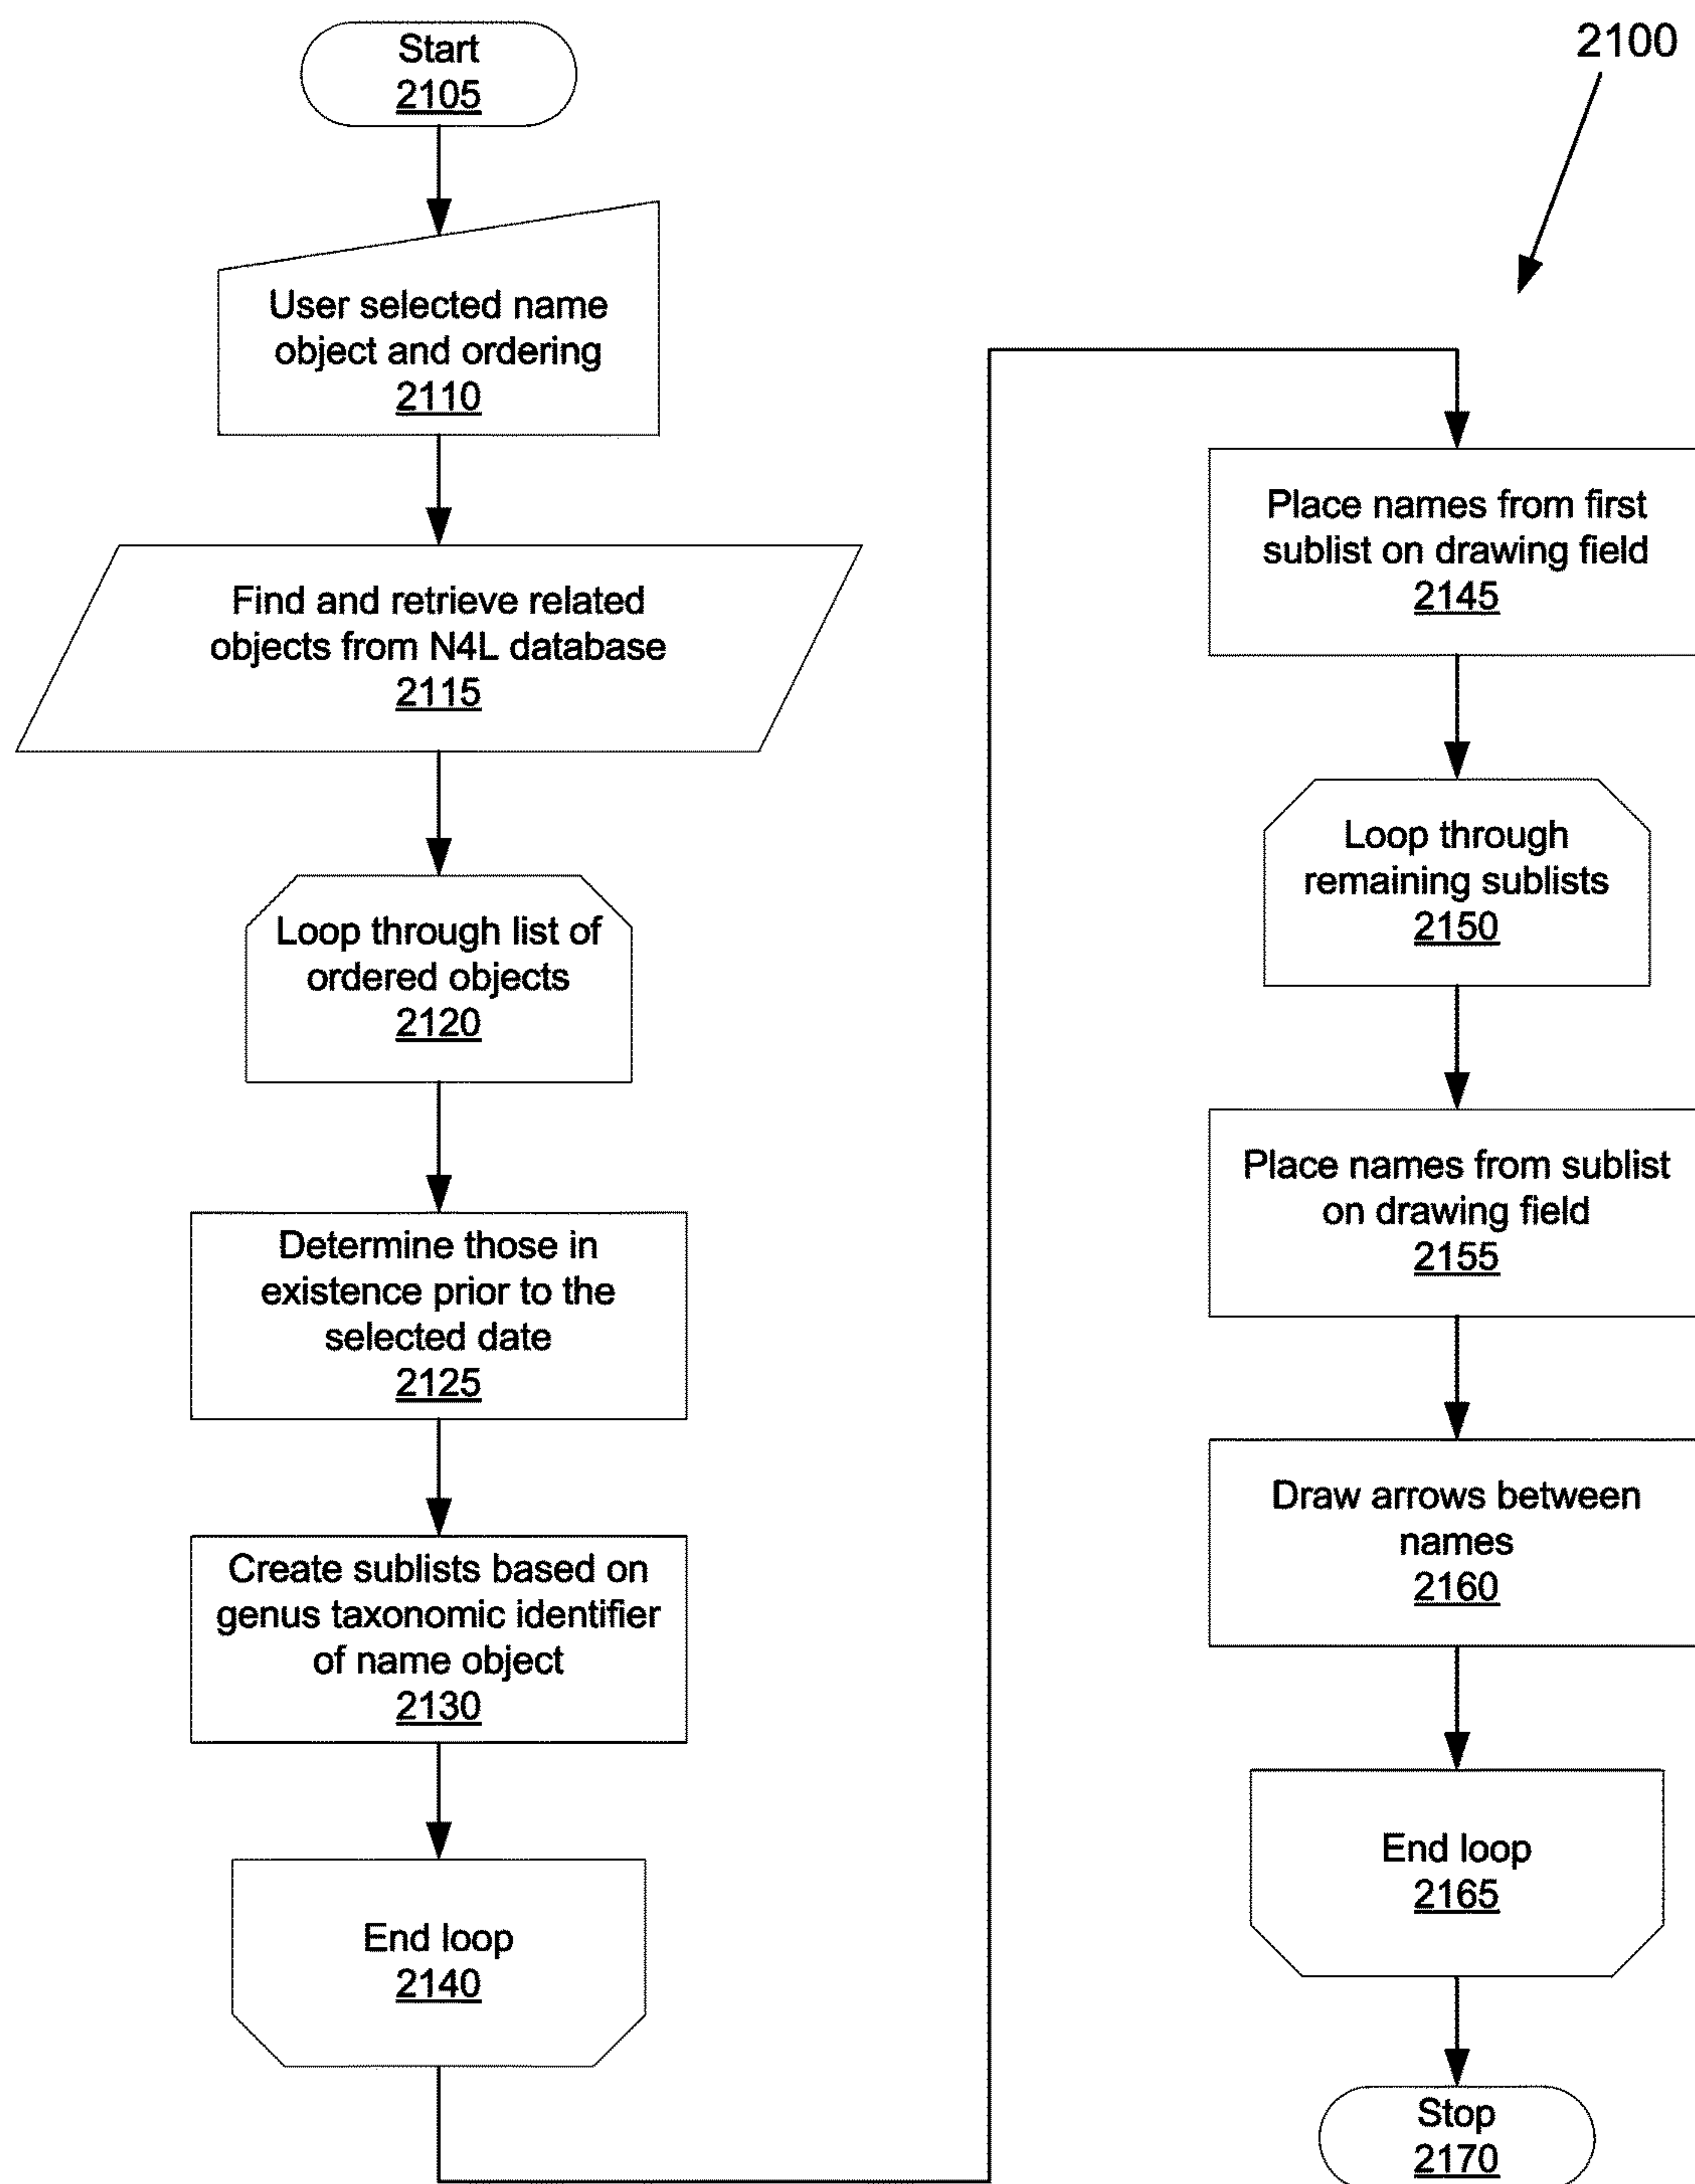 Start
2105
User selected name
object and ordering
2110
Find and retrieve related
objects from N4L database
2115
Loop through list of
ordered objects
2120
Determine those in
existence prior to the
selected date
2125
Create sublists based on
genus taxonomic identifier
of name object
2130
End loop
2140
2100
Place names from first
sublist on drawing field
2145
Loop through
remaining sublists
2150
Place names from sublist
on drawing field
2155
Draw arrows between
names
2160
End loop
2165
Stop
2170